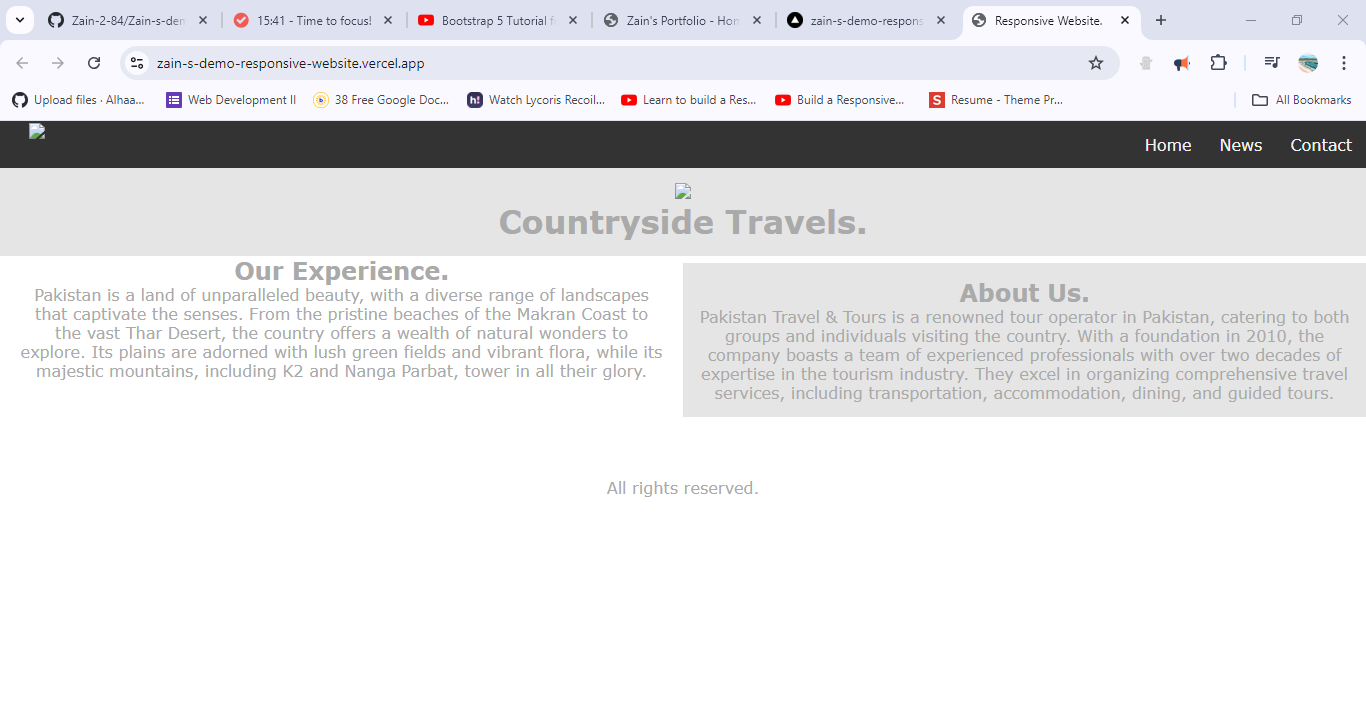 Zain-2-84/Zain-s-dem
15:41 - Time to focus!
Bootstrap 5 Tutorial f
Zain's Portfolio - Hom
zain-s-demo-respons
Responsive Website.
zain-s-demo-responsive-website.vercel.app
Upload files · Alhaa...
Web Development II
38 Free Google Doc...
h!
Watch Lycoris Recoil...
Learn to build a Res...
Build a Responsive...
S
Resume - Theme Pr...
All Bookmarks
Home
News
Contact
Countryside Travels.
Our Experience.
Pakistan is a land of unparalleled beauty, with a diverse range of landscapes
that captivate the senses. From the pristine beaches of the Makran Coast to
the vast Thar Desert, the country offers a wealth of natural wonders to
explore. Its plains are adorned with lush green fields and vibrant flora, while its
majestic mountains, including K2 and Nanga Parbat, tower in all their glory.
About Us.
Pakistan Travel & Tours is a renowned tour operator in Pakistan, catering to both
groups and individuals visiting the country. With a foundation in 2010, the
company boasts a team of experienced professionals with over two decades of
expertise in the tourism industry. They excel in organizing comprehensive travel
services, including transportation, accommodation, dining, and guided tours.
All rights reserved.